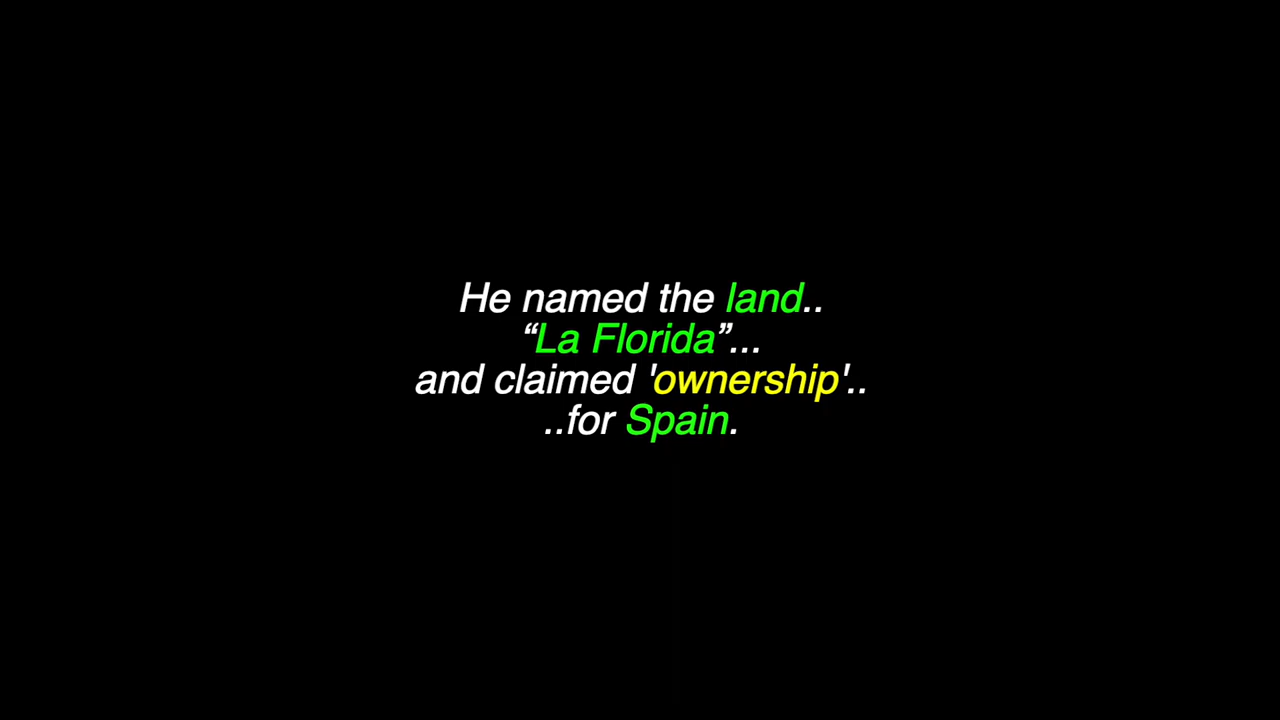 He named the land..
“La Florida”...
and claimed 'ownership'..
..for Spain.